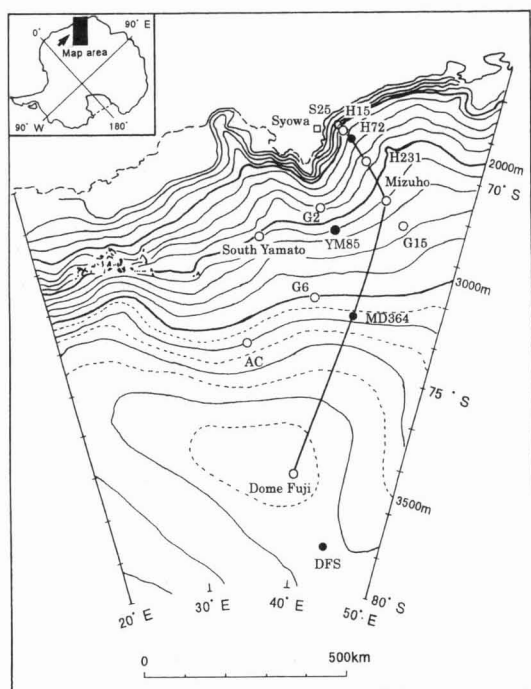 0°
90° E
Map area
90°
W
180°
S25
H15
Syowa
H72
H231
2000m
Mizuho
70° S
G2
YM85
G15
South Yamato
G6
3000m
MD364
AC
75° S
Dome Fuji
3500m
DFS
20° E
30° E
40° E
50° E
80° S
0
500km